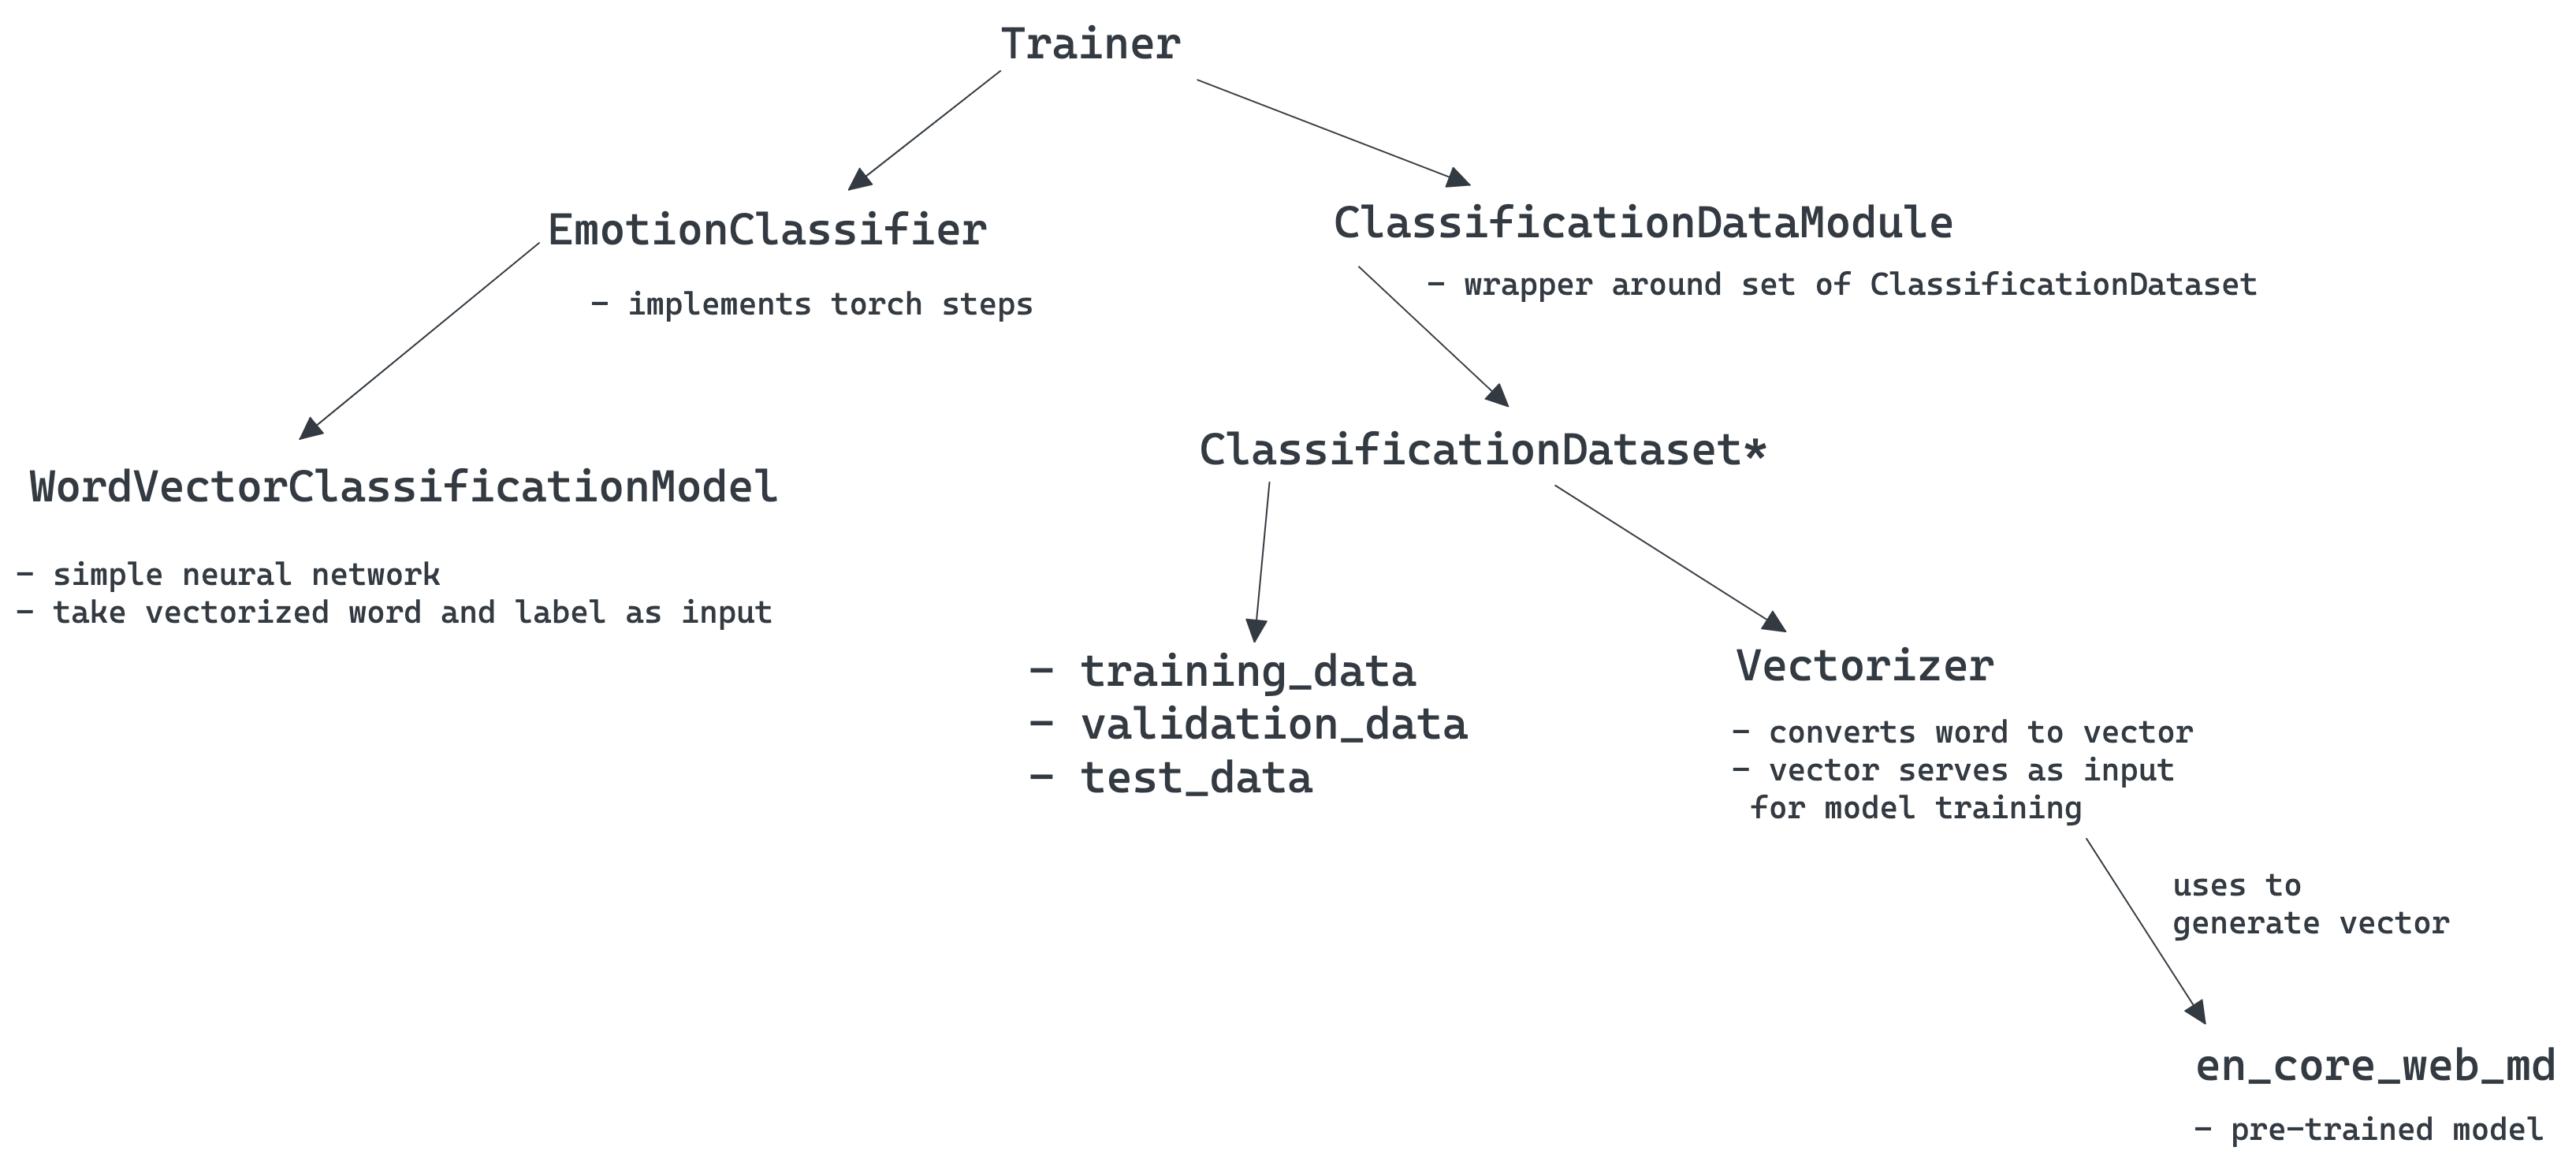 Trainer
EmotionClassifier
- implements torch steps
ClassificationDataModule
- wrapper around set of ClassificationDataset
WordVectorClassificationModel
- simple neural network
- take vectorized word and label as input
ClassificationDataset*
- training_data
- validation_data
- test_data
Vectorizer
- converts word to vector
- vector serves as input
for model training
uses to
generate vector
en_core_web_md
- pre-trained model